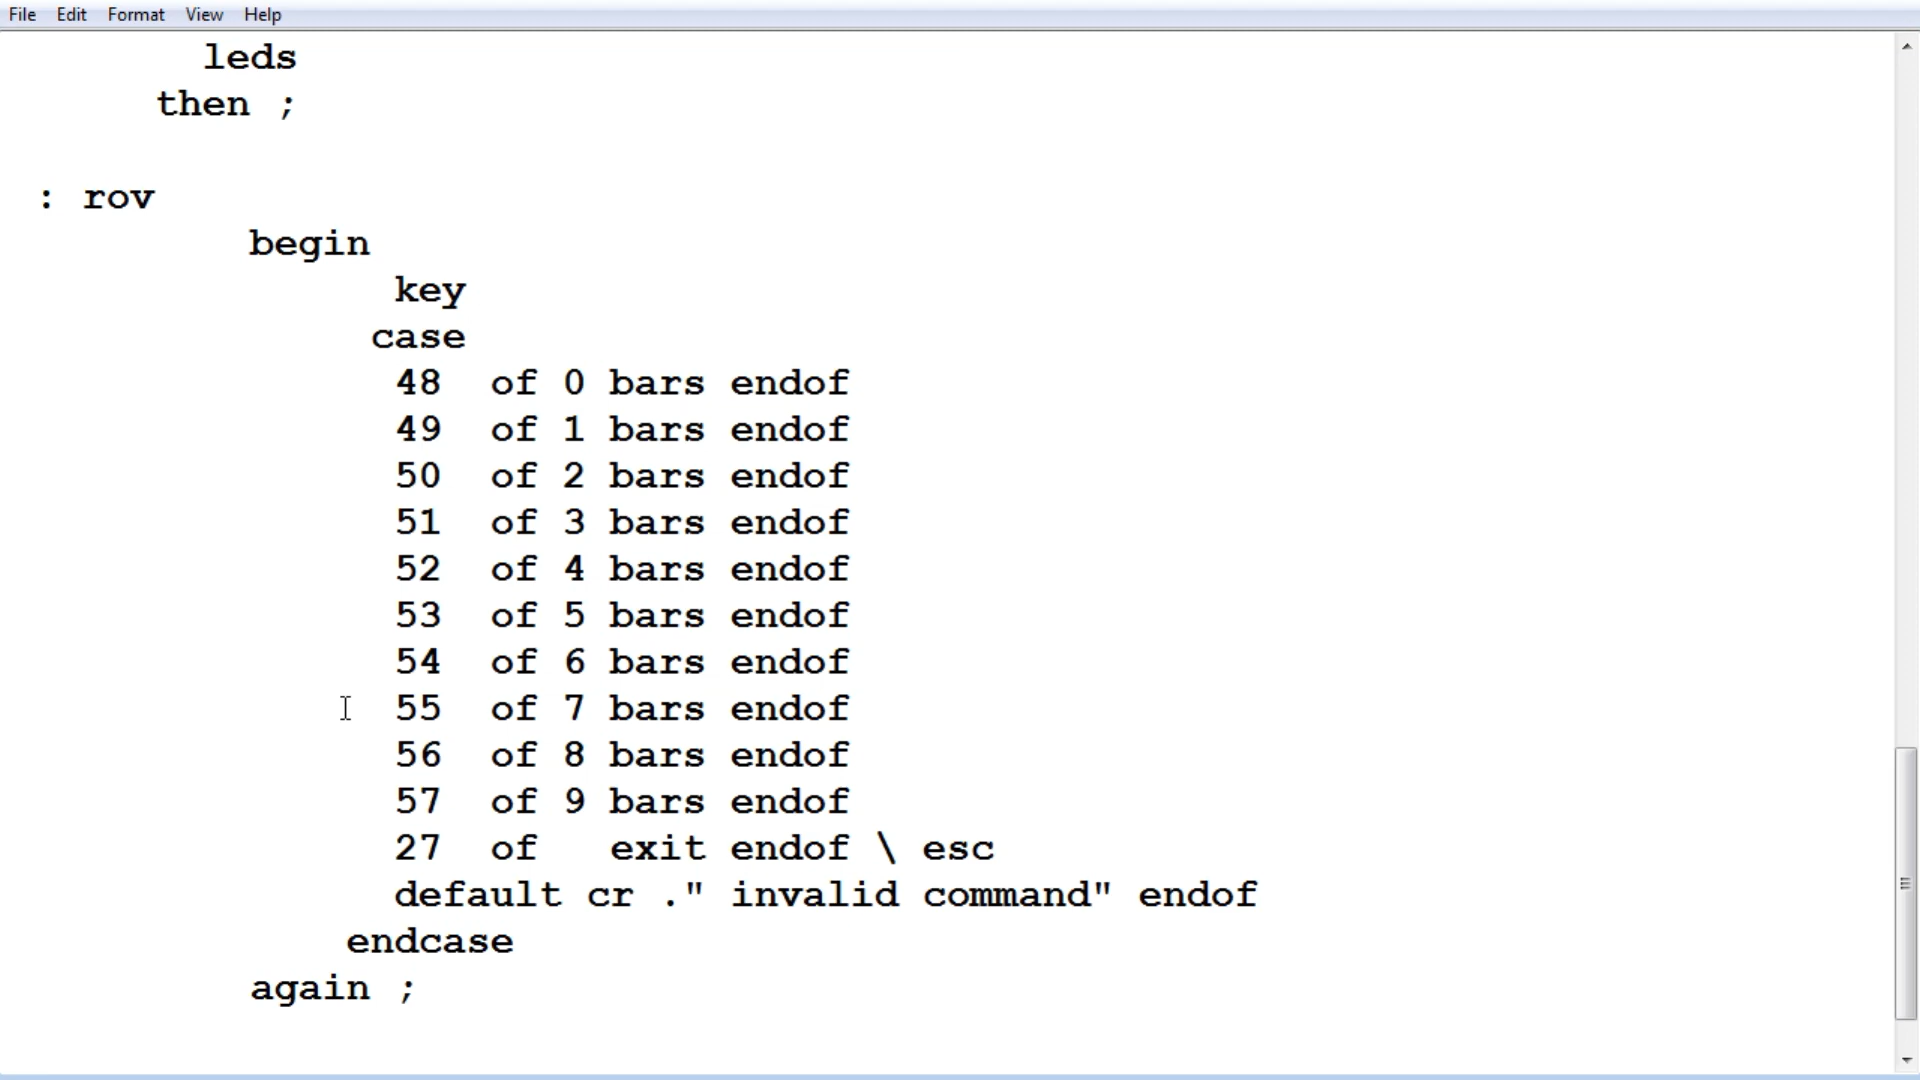 File Edit Format View Help
leds
then ;
: rov
begin
key
case
48 of 0 bars endof
49 of 1 bars endof
50 of 2 bars endof
51 of 3 bars endof
52 of 4 bars endof
53 of 5 bars endof
54 of 6 bars endof
55 of 7 bars endof
56 of 8 bars endof
57 of 9 bars endof
27 of exit endof \ esc
default cr ." invalid command" endof
endcase
again ;